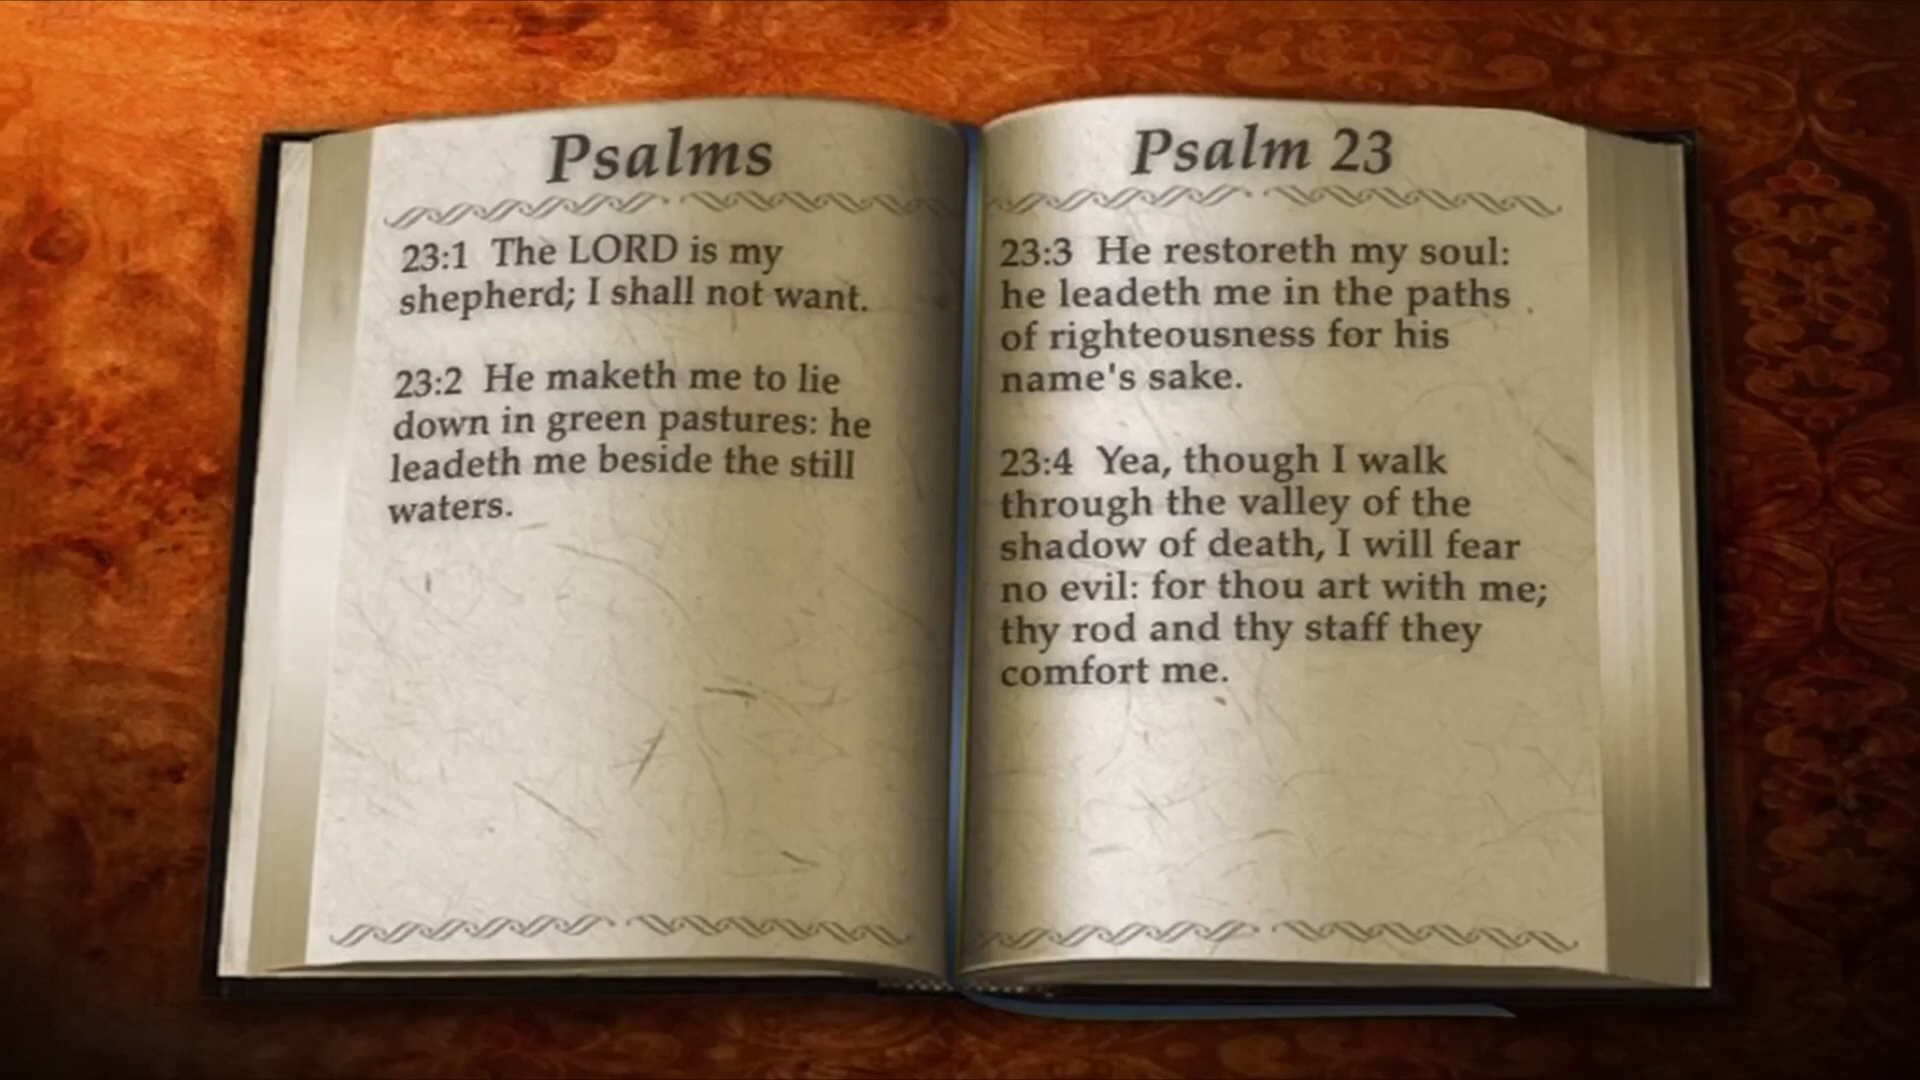 Psalms
23:1 The LORD is my
shepherd; I shall not want.
23:2 He maketh me to lie
down in green pastures: he
leadeth me beside the still
waters.
Psalm 23
23:3 He restoreth my soul:
he leadeth me in the paths
of righteousness for his
name's sake.
23:4 Yea, though I walk
through the valley of the
shadow of death, I will fear
no evil: for thou art with me;
thy rod and thy staff they
comfort me.